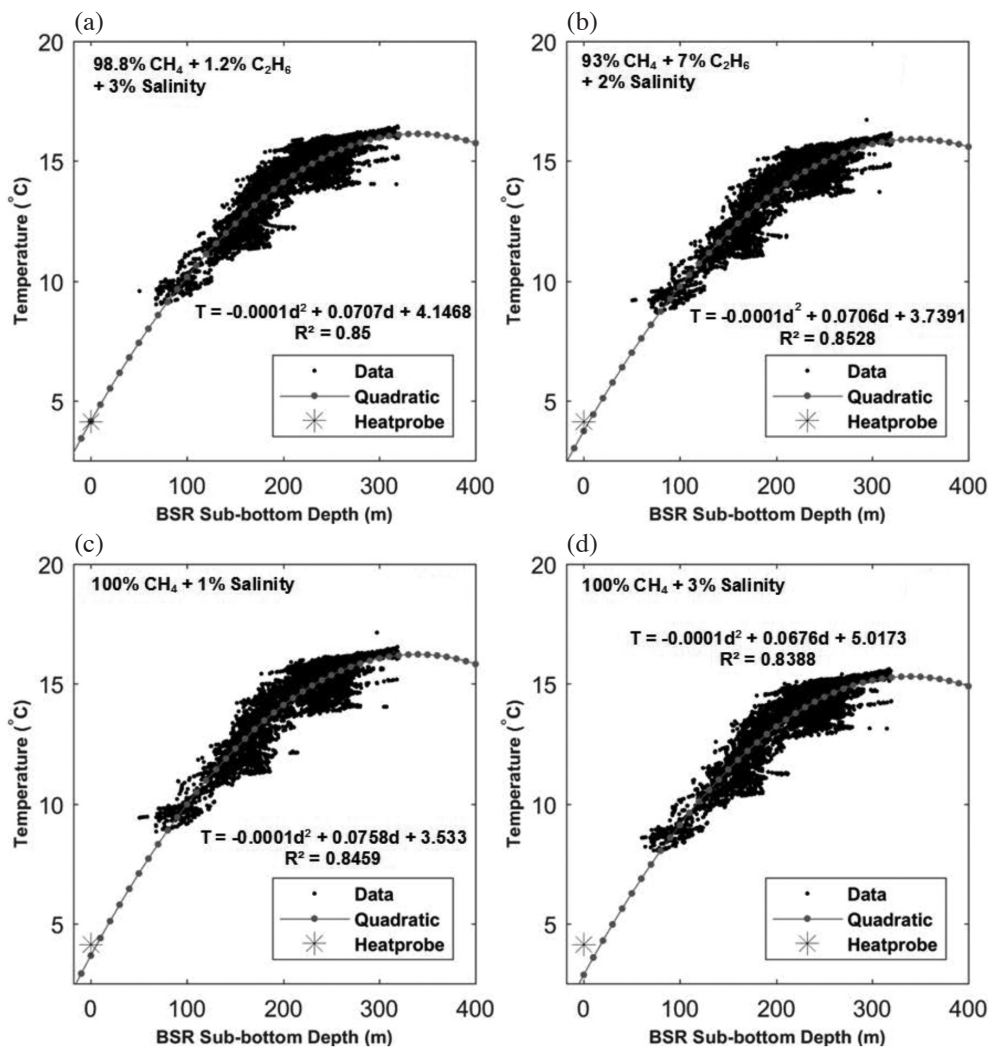 (a)
98.8% CH₄ + 1.2% C₂H₆
+ 3% Salinity
20
15
10
5
Temperature (°C)
T = -0.0001d² + 0.0707d + 4.1468
R² = 0.85
Data
Quadratic
Heatprobe
0 100 200 300 400
BSR Sub-bottom Depth (m)
(b)
93% CH₄ + 7% C₂H₆
+ 2% Salinity
20
15
10
5
Temperature (°C)
T = -0.0001d² + 0.0706d + 3.7391
R² = 0.8528
Data
Quadratic
Heatprobe
0 100 200 300 400
BSR Sub-bottom Depth (m)
(c)
100% CH₄ + 1% Salinity
20
15
10
5
Temperature (°C)
T = -0.0001d² + 0.0758d + 3.533
R² = 0.8459
Data
Quadratic
Heatprobe
0 100 200 300 400
BSR Sub-bottom Depth (m)
(d)
100% CH₄ + 3% Salinity
20
15
10
5
Temperature (°C)
T = -0.0001d² + 0.0676d + 5.0173
R² = 0.8388
Data
Quadratic
Heatprobe
0 100 200 300 400
BSR Sub-bottom Depth (m)